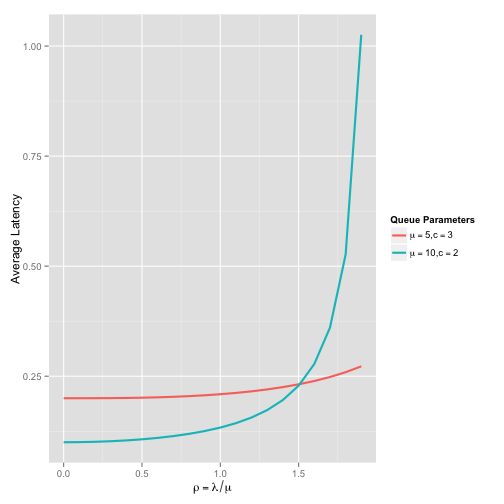 1.00
0.75
0.50
0.25
Average Latency
0.0 0.5 1.0 1.5
ρ = λ/μ
Queue Parameters
μ = 5,c = 3
μ = 10,c = 2